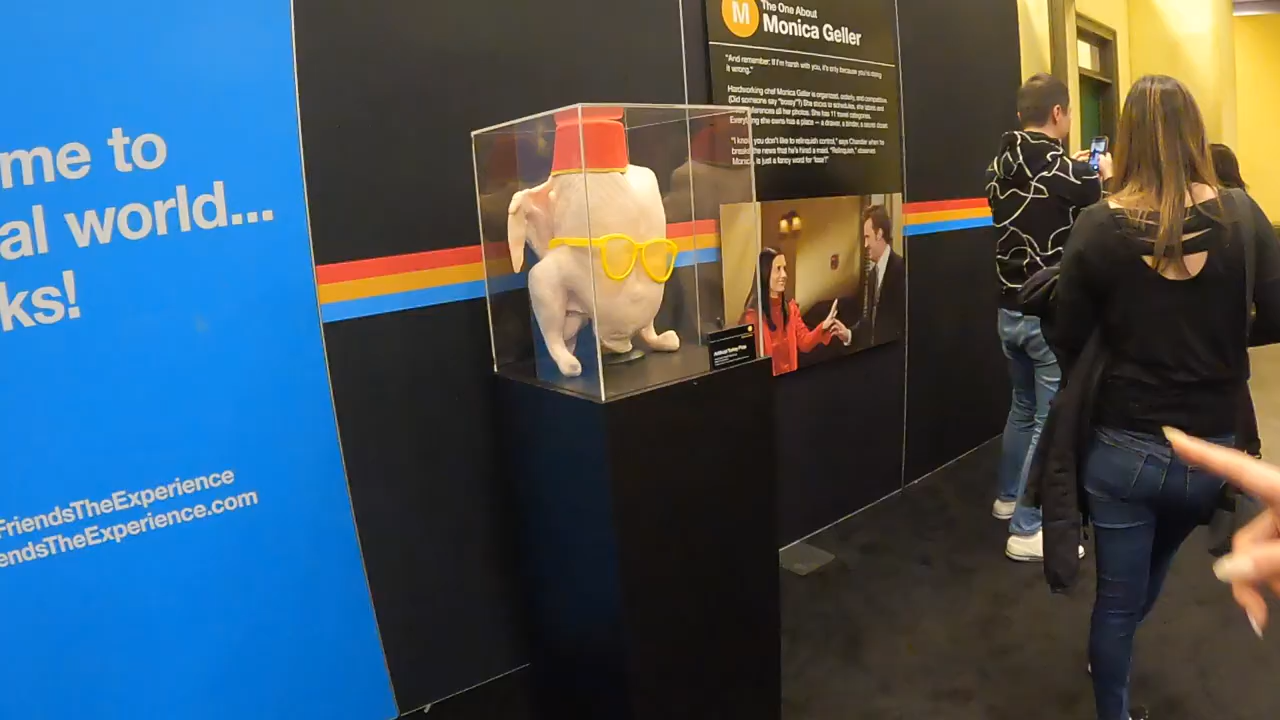 me to
al world...
ks!
FriendsTheExperience
endsTheExperience.com
M
The One About
Monica Geller
"And remember: If I'm harsh with you, it's only because you're doing
it wrong."
Hardworking chef Monica Geller is organized, orderly, and competitive.
(Did someone say "bossy"?) She sticks to schedules, she labels and
all her photos. She has 11 towel categories.
Everything she owns has a place — a drawer, a binder, a secret closet.
"I know you don't like to relinquish control," says Chandler when he
breaks the news that he's hired a maid. "Relinquish," observes
Monica, is just a fancy word for "lose!"